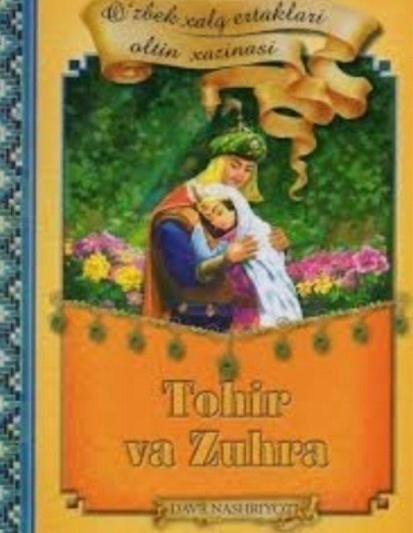 O'zbek xalq ertaklari
oltin xazinasi
Tohir
va Zuhra
DAVR NASHRIYOTI